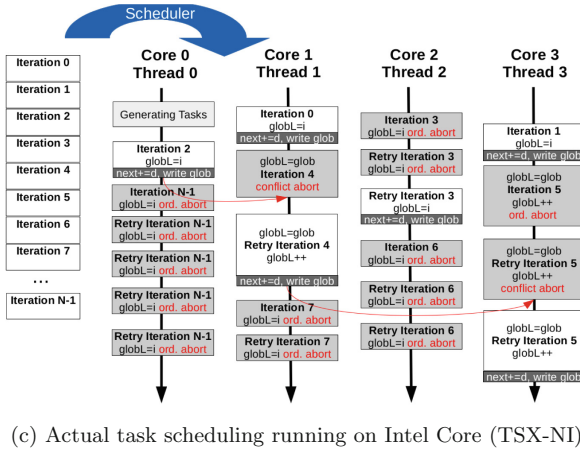 Scheduler
Iteration 0
Iteration 1
Iteration 2
Iteration 3
Iteration 4
Iteration 5
Iteration 6
Iteration 7
...
Iteration N-1
Core 0
Thread 0
Generating Tasks
Iteration 2
globL=i
next+=d, write glob
Iteration N-1
globL=i ord. abort
Retry Iteration N-1
globL=i ord. abort
Retry Iteration N-1
globL=i ord. abort
Retry Iteration N-1
globL=i ord. abort
Retry Iteration N-1
globL=i ord. abort
Core 1
Thread 1
Iteration 0
globL=i
next+=d, write glob
globL=glob
Iteration 4
conflict abort
globL=glob
Retry Iteration 4
globL++
next+=d, write glob
Iteration 7
globL=i ord. abort
Retry Iteration 7
globL=i ord. abort
Core 2
Thread 2
Iteration 3
globL=i ord. abort
Retry Iteration 3
globL=i ord. abort
Retry Iteration 3
globL=i
next+=d, write glob
Iteration 6
globL=i ord. abort
Retry Iteration 6
globL=i ord. abort
Retry Iteration 6
globL=i ord. abort
Core 3
Thread 3
Iteration 1
globL=i
next+=d, write glob
globL=glob
Iteration 5
globL++
ord. abort
globL=glob
Retry Iteration 5
globL++
conflict abort
globL=glob
Retry Iteration 5
globL++
next+=d, write glob
(c) Actual task scheduling running on Intel Core (TSX-NI)